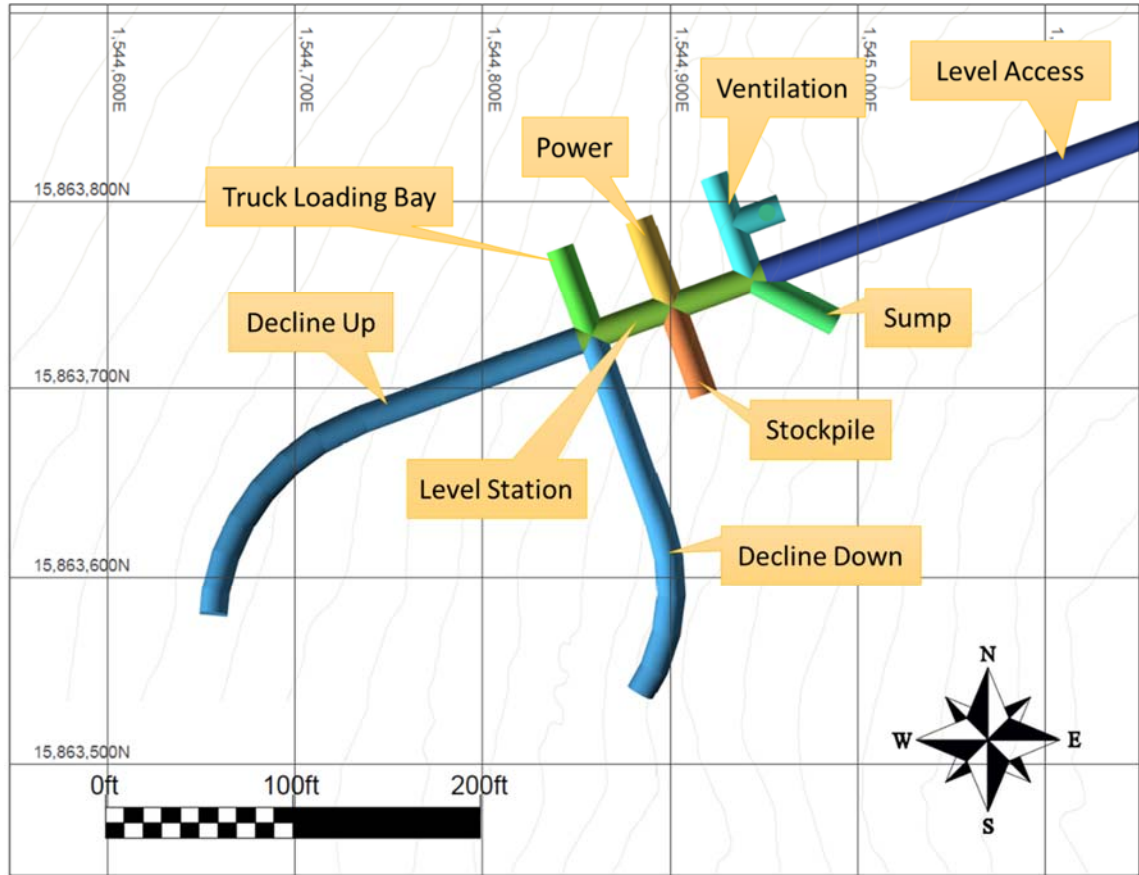 1,544,600E
1,544,700E
1,544,800E
1,544,900E
1,545,000E
1,
Level Access
Ventilation
Power
15,863,800N
Truck Loading Bay
Decline Up
Sump
15,863,700N
Stockpile
Level Station
Decline Down
15,863,600N
N
W
E
S
15,863,500N
0ft
100ft
200ft